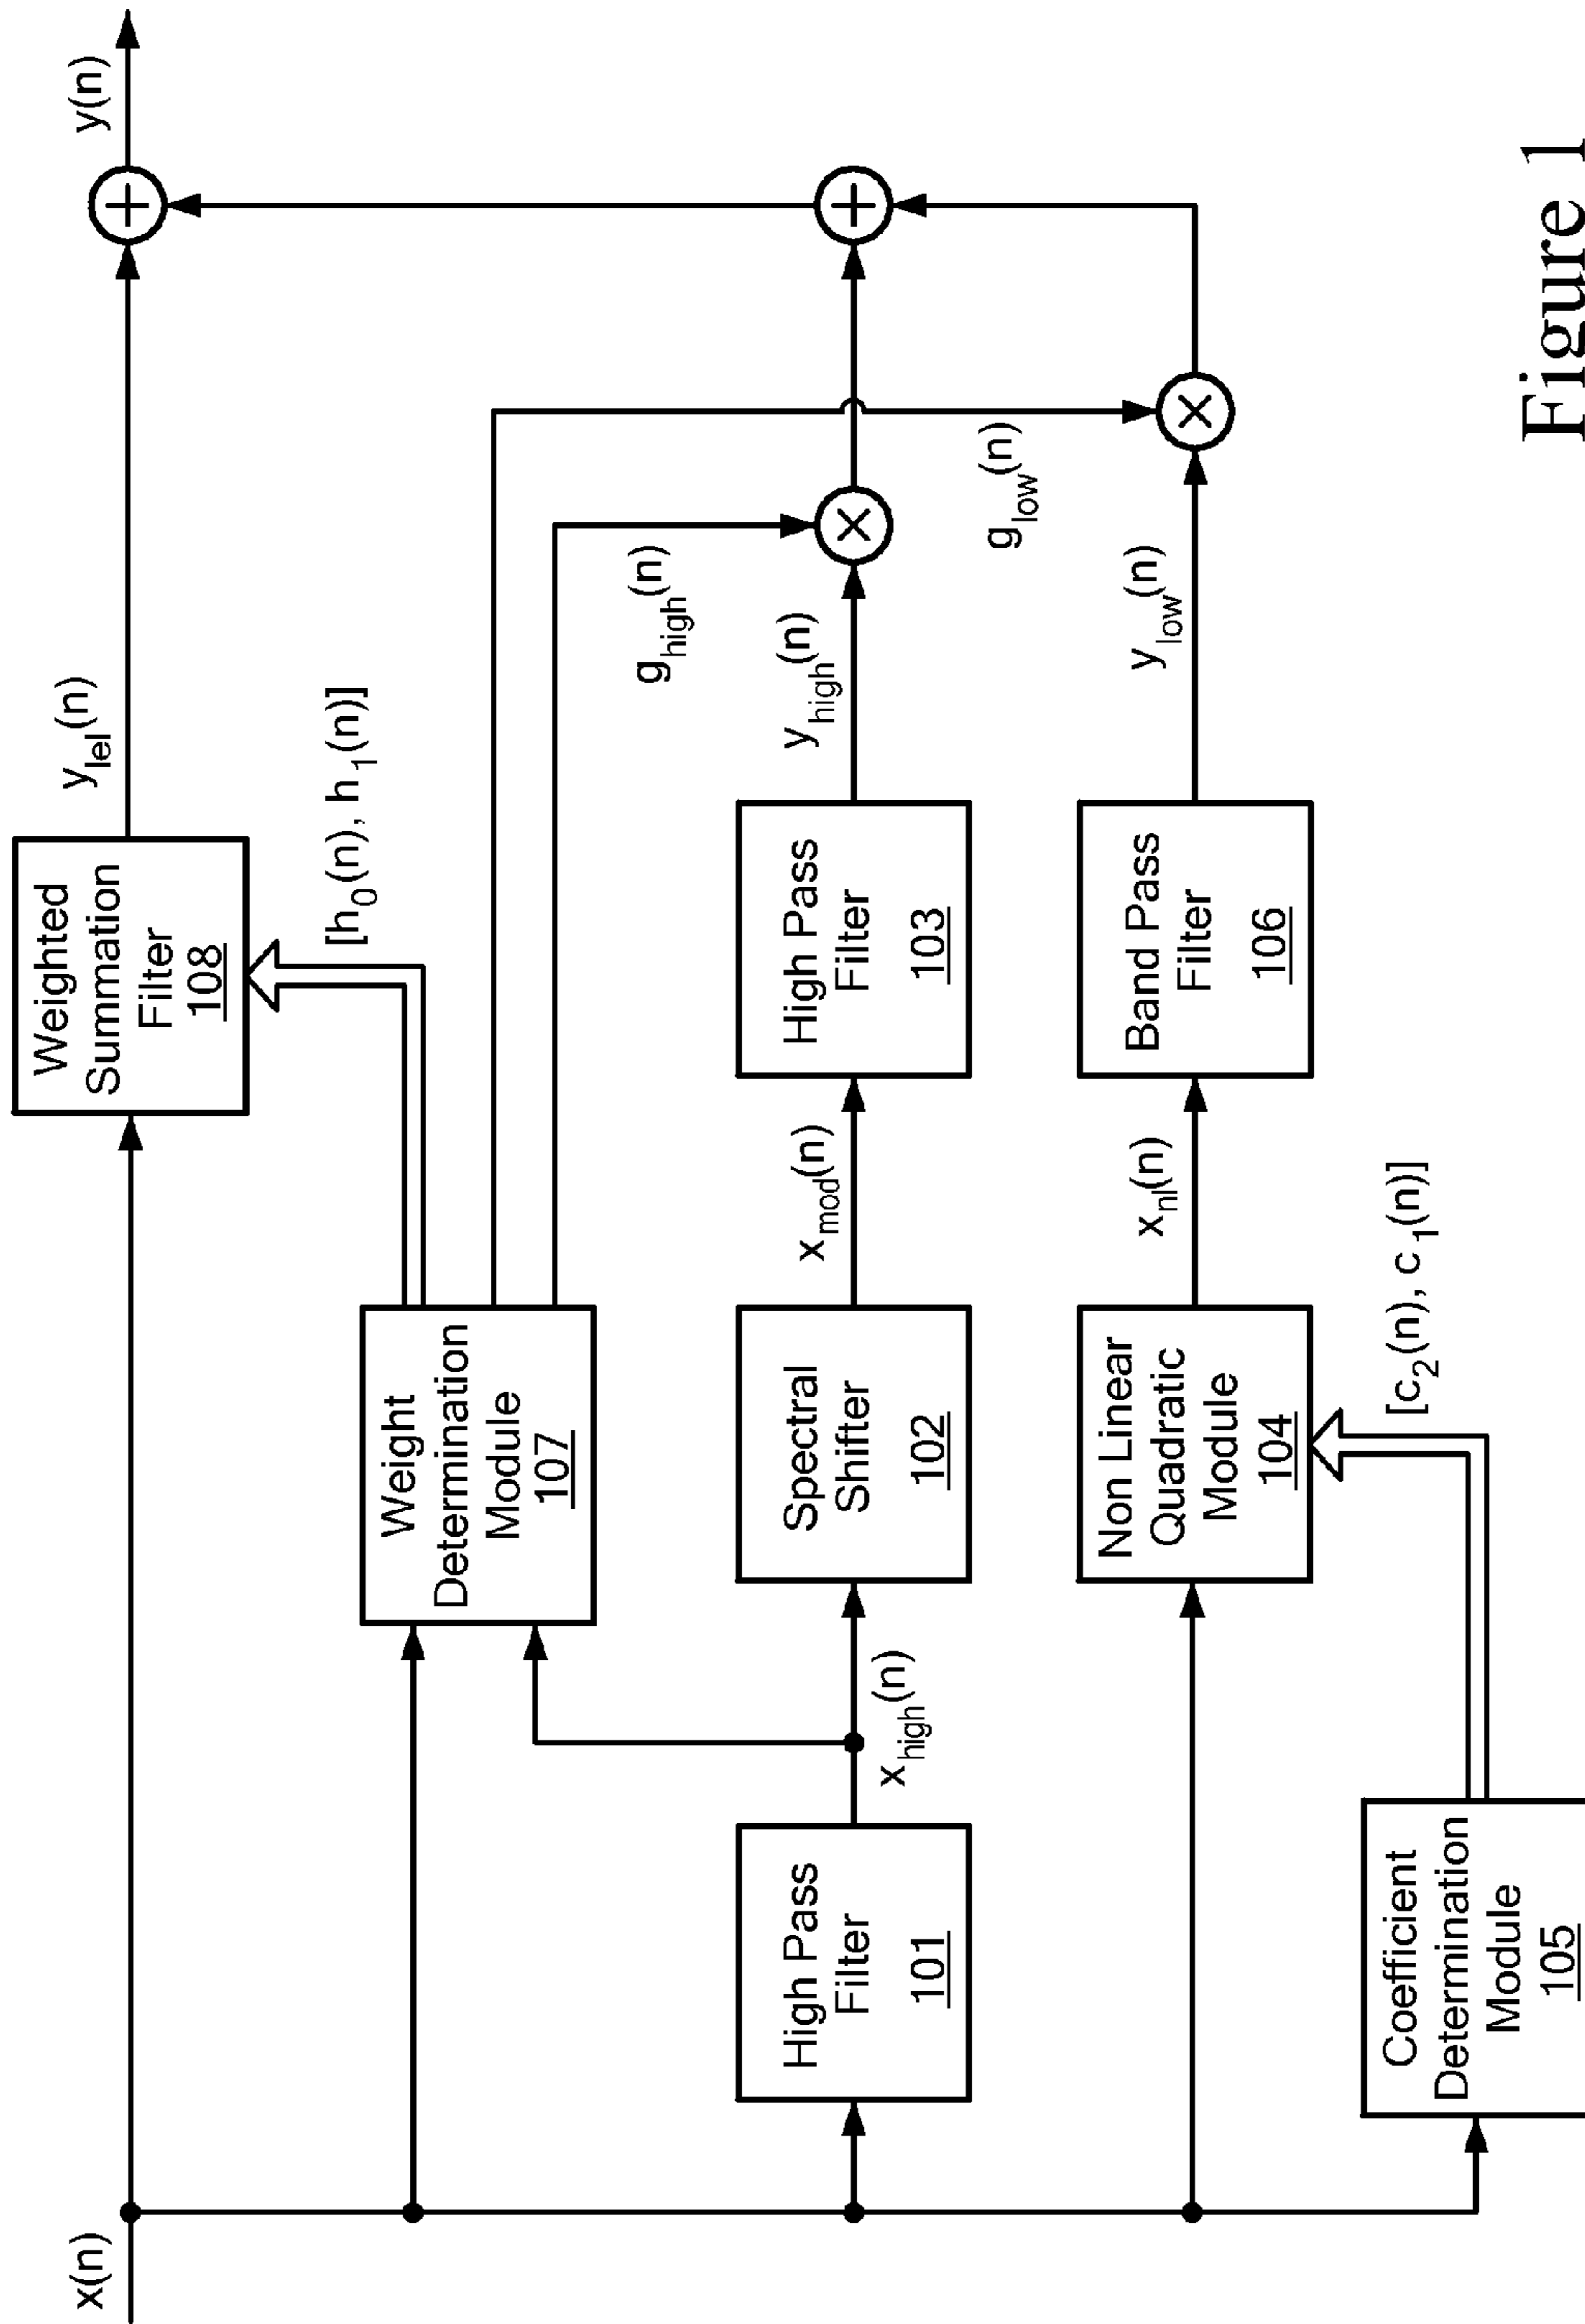 x(n)
Weighted
Summation
Filter
108
y_lel(n)
y(n)
[h_0(n), h_1(n)]
Weight
Determination
Module
107
g_high(n)
High Pass
Filter
101
x_high(n)
Spectral
Shifter
102
x_mod(n)
High Pass
Filter
103
y_high(n)
g_low(n)
Non Linear
Quadratic
Module
104
x_nl(n)
Band Pass
Filter
106
y_low(n)
[c_2(n), c_1(n)]
Coefficient
Determination
Module
105
Figure 1